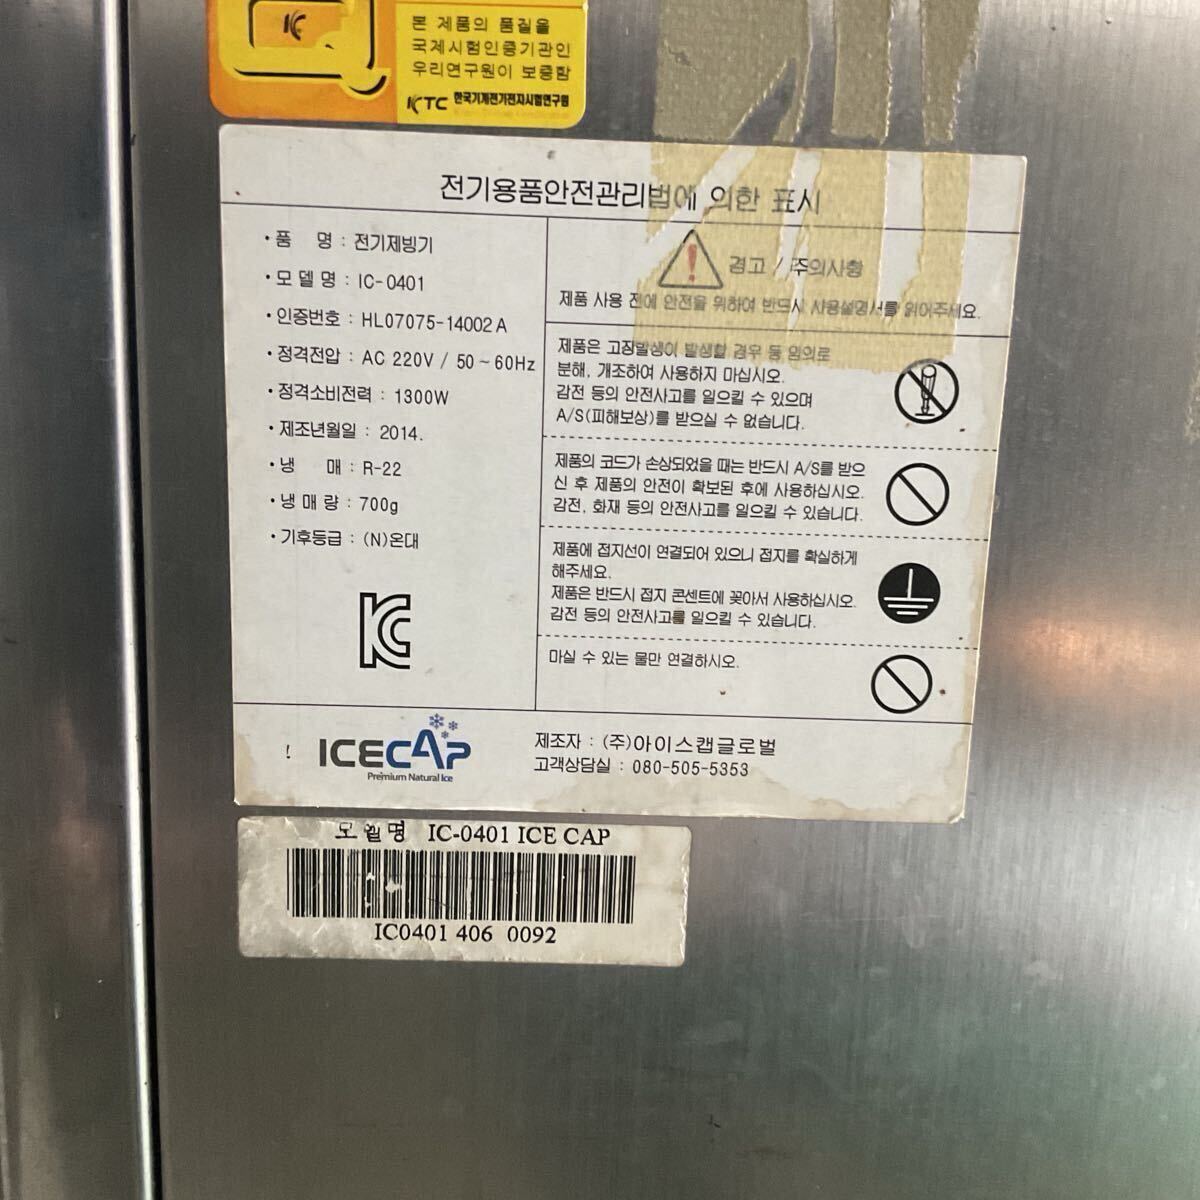 본 제품의 품질을
국제시험인증기관인
우리연구원이 보증함
KTC 한국기계전기전자시험연구원
전기용품안전관리법에 의한 표시
• 품 명 : 전기제빙기
• 모 델 명 : IC-0401
• 인증번호 : HL07075-14002 A
• 정격전압 : AC 220V / 50 ~ 60Hz
• 정격소비전력 : 1300W
• 제조년월일 : 2014.
• 냉 매 : R-22
• 냉 매 량 : 700g
• 기후등급 : (N)온대
경고 / 주의사항
제품 사용 전에 안전을 위하여 반드시 사용설명서를 읽어주세요.
제품은 고장발생이 발생할 경우 등 임의로
분해, 개조하여 사용하지 마십시오.
감전 등의 안전사고를 일으킬 수 있으며
A/S(피해보상)를 받으실 수 없습니다.
제품의 코드가 손상되었을 때는 반드시 A/S를 받으
신 후 제품의 안전이 확보된 후에 사용하십시오.
감전, 화재 등의 안전사고를 일으킬 수 있습니다.
제품에 접지선이 연결되어 있으니 접지를 확실하게
해주세요.
제품은 반드시 접지 콘센트에 꽂아서 사용하십시오.
감전 등의 안전사고를 일으킬 수 있습니다.
마실 수 있는 물만 연결하시오.
ICECAP
Premium Natural Ice
제조자 : (주)아이스캡글로벌
고객상담실 : 080-505-5353
모델명 IC-0401 ICE CAP
IC0401 406 0092